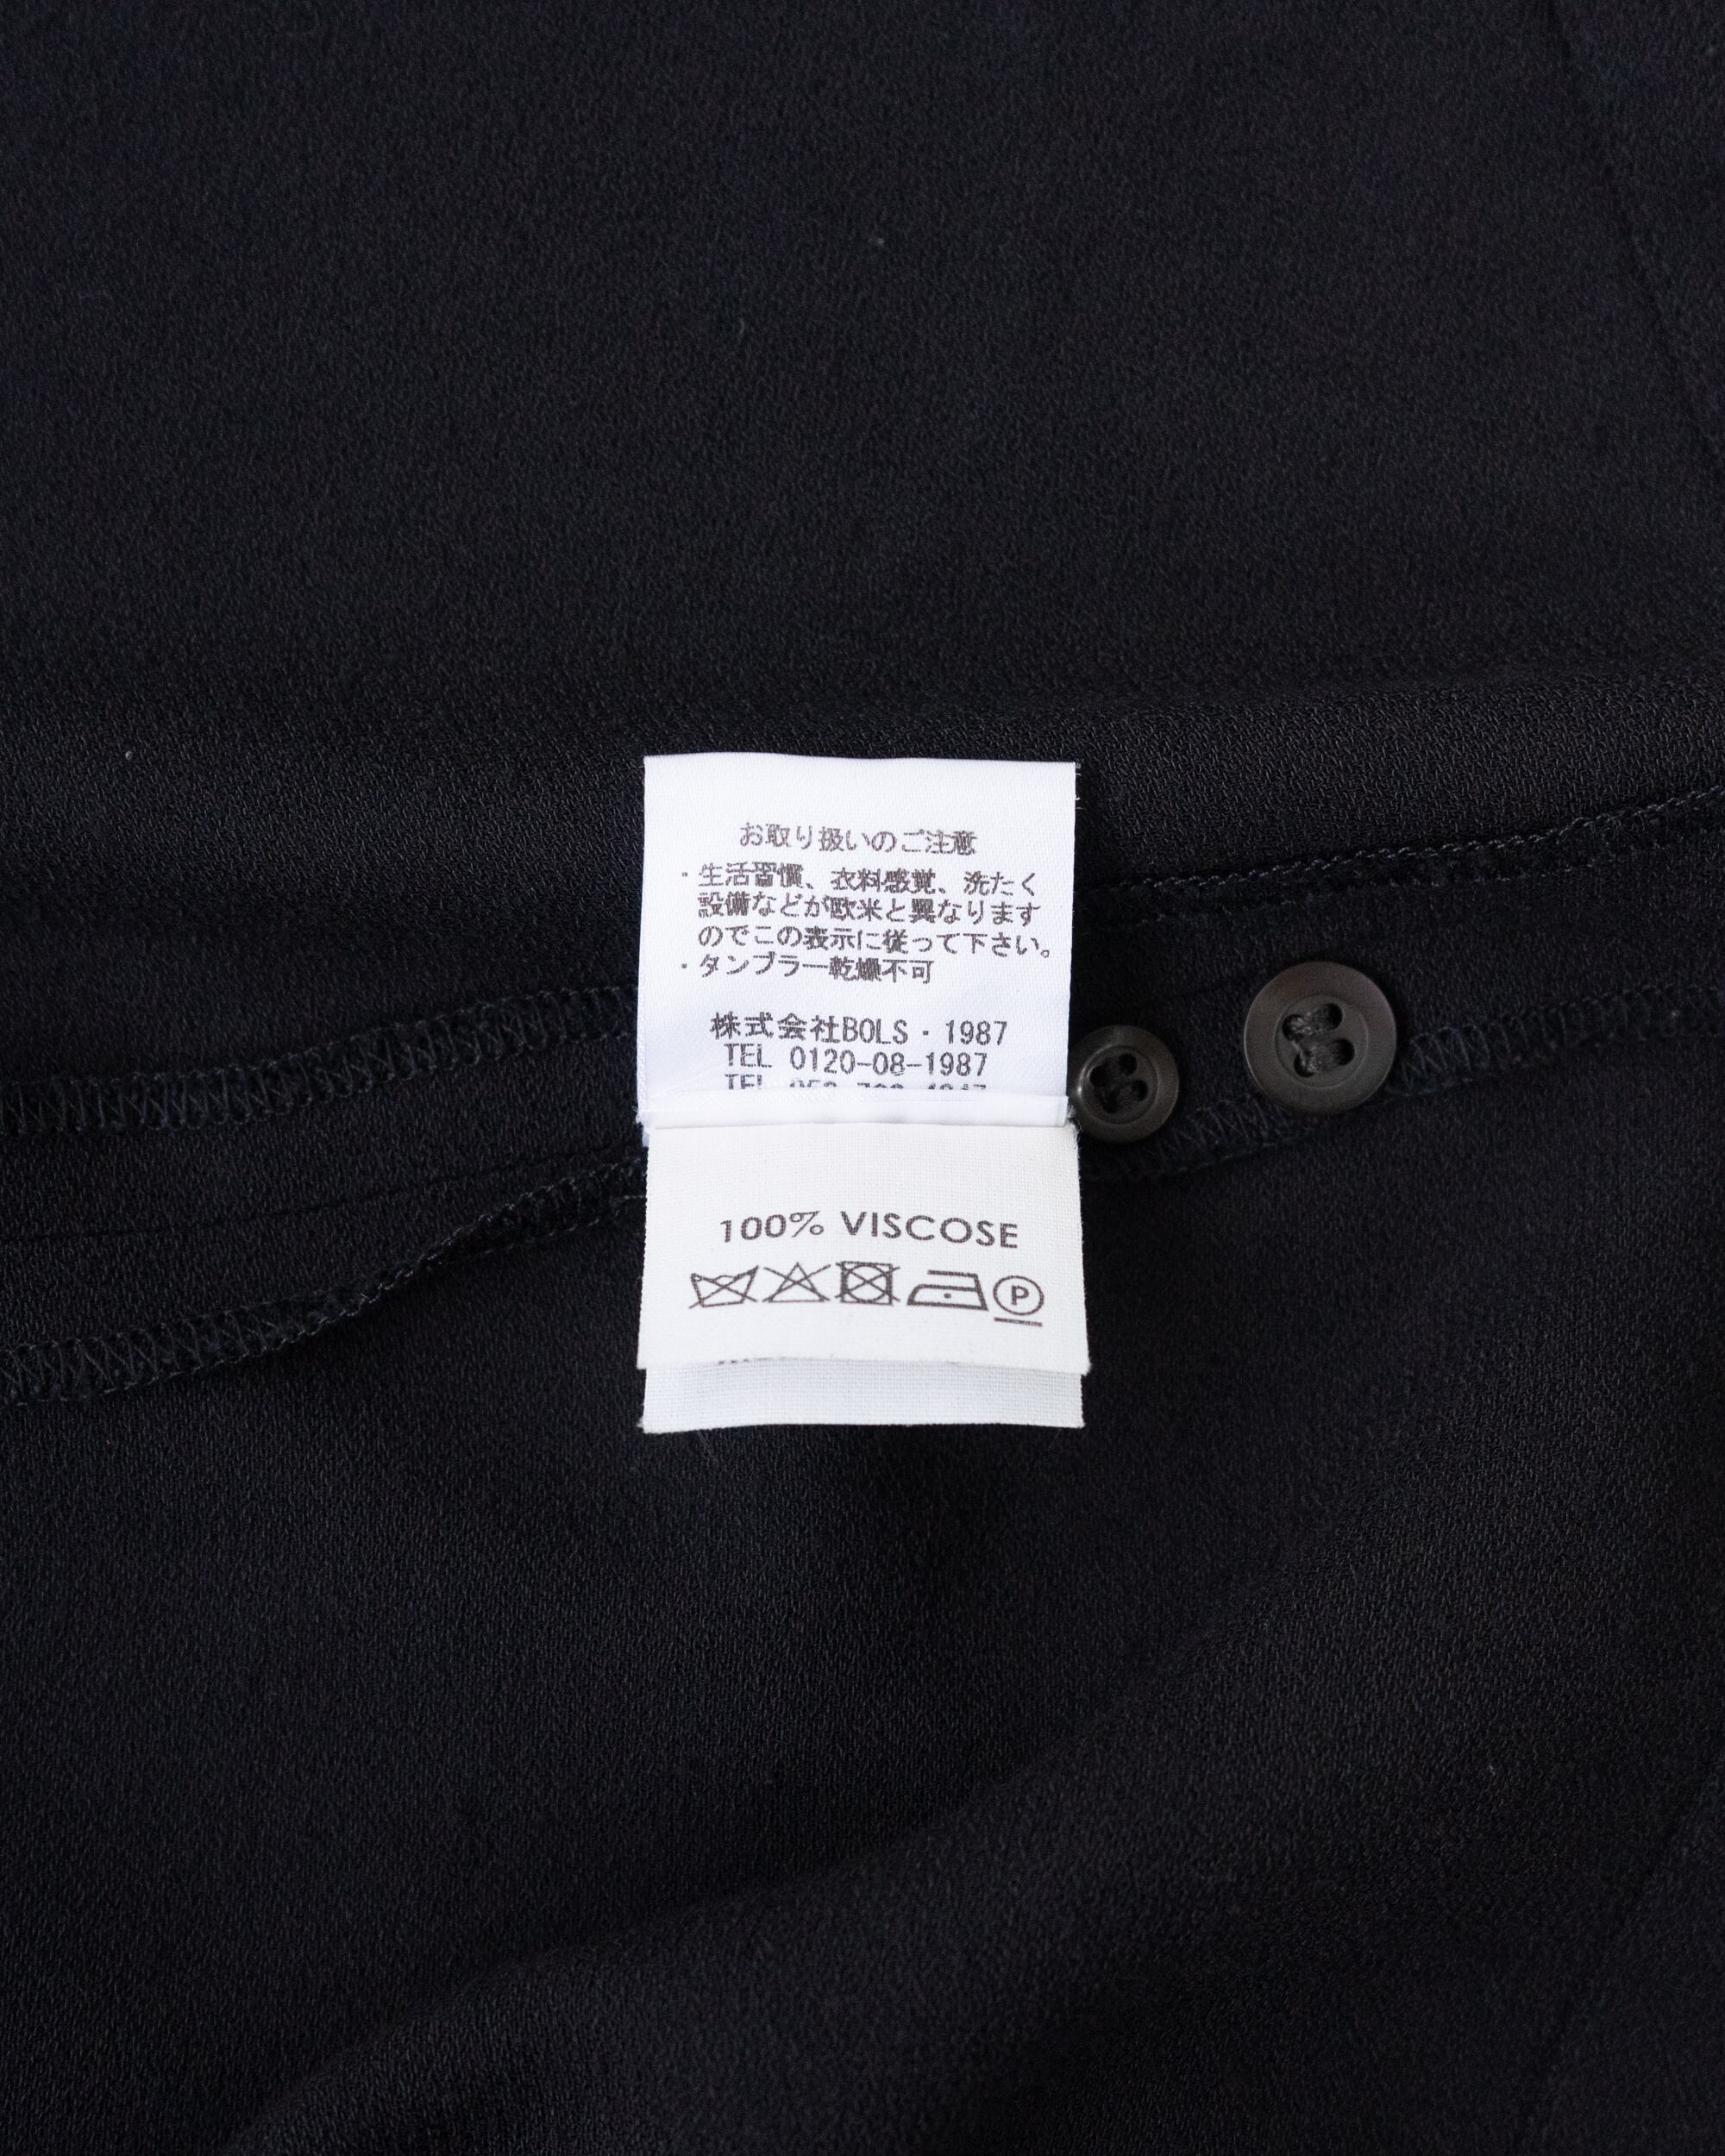 お取り扱いのご注意
・生活習慣、衣料感覚、洗たく
設備などが欧米と異なります
のでこの表示に従って下さい。
・タンブラー乾燥不可
株式会社BOLS・1987
TEL 0120-08-1987
TEL
100% VISCOSE
P